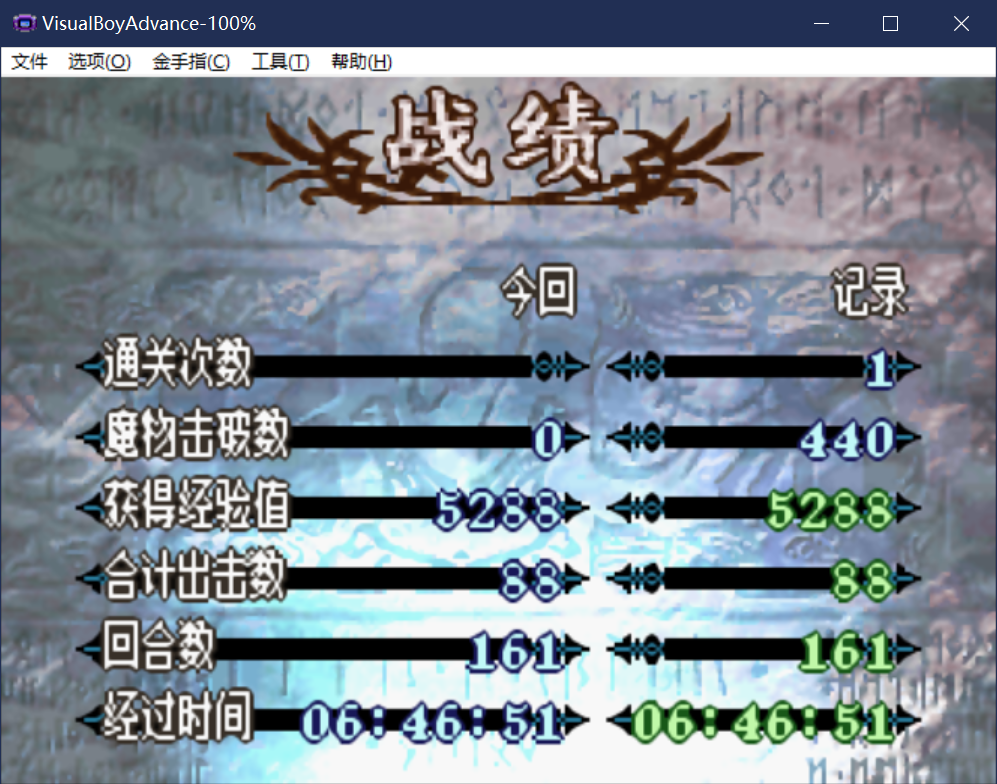 VisualBoyAdvance-100%
文件 选项(O) 金手指(C) 工具(T) 帮助(H)
战绩
今回 记录
通关次数 1
魔物击破数 0 440
获得经验值 5288 5288
合计出击数 88 88
回合数 161 161
经过时间 06:46:51 06:46:51